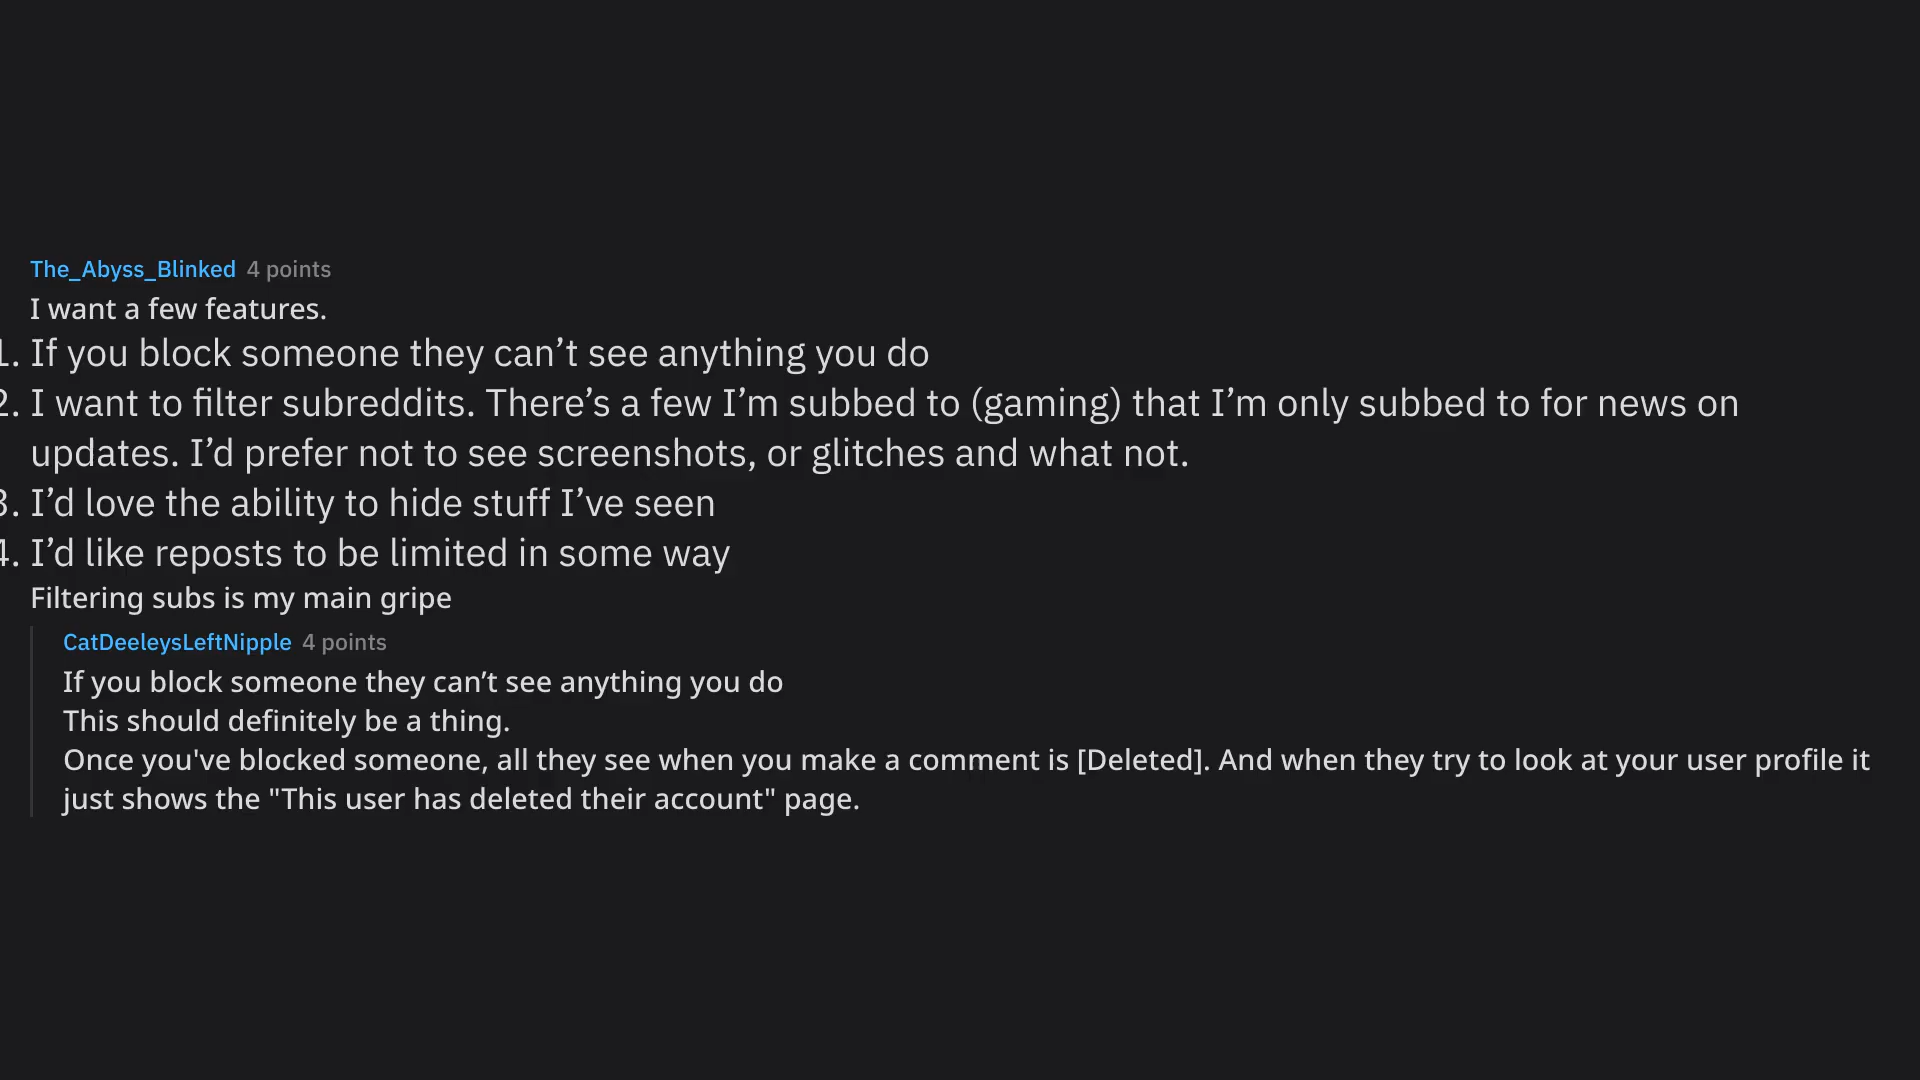 The_Abyss_Blinked 4 points
I want a few features.
1. If you block someone they can’t see anything you do
2. I want to filter subreddits. There’s a few I’m subbed to (gaming) that I’m only subbed to for news on
updates. I’d prefer not to see screenshots, or glitches and what not.
3. I’d love the ability to hide stuff I’ve seen
4. I’d like reposts to be limited in some way
Filtering subs is my main gripe
CatDeeleysLeftNipple 4 points
If you block someone they can’t see anything you do
This should definitely be a thing.
Once you've blocked someone, all they see when you make a comment is [Deleted]. And when they try to look at your user profile it
just shows the "This user has deleted their account" page.